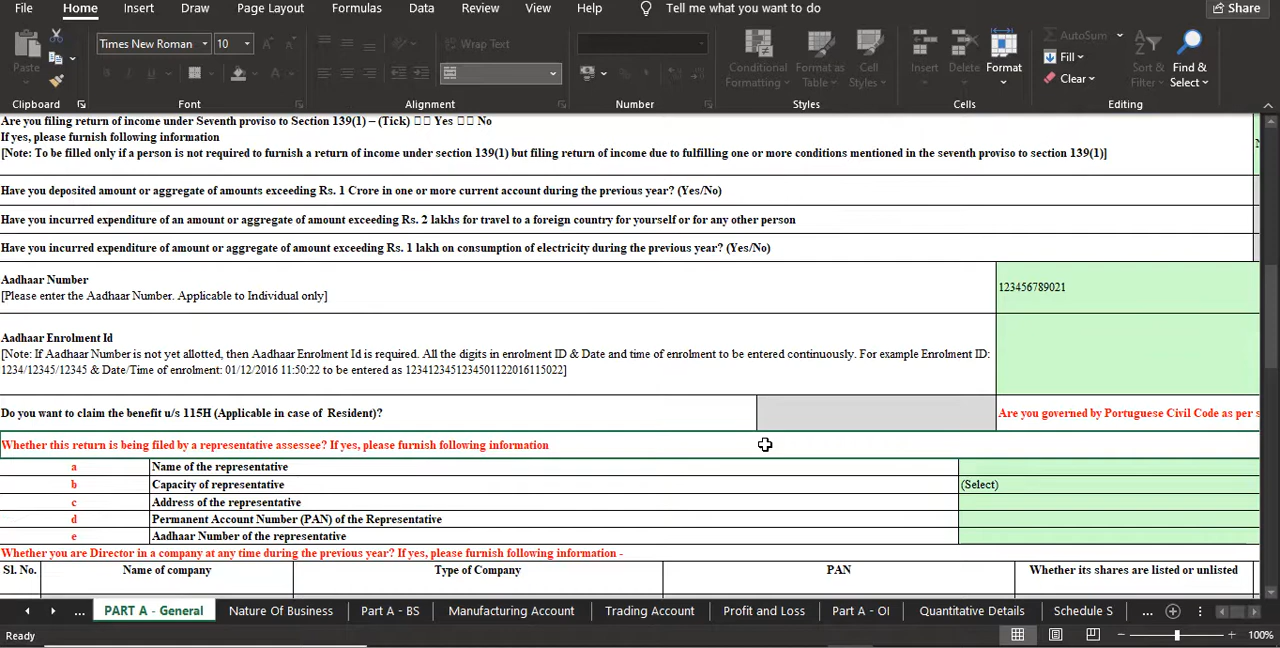 File Home Insert Draw Page Layout Formulas Data Review View Help Tell me what you want to do Share
Times New Roman 10 Wrap Text AutoSum
Paste Fill
Conditional Format as Cell Insert Delete Format Sort & Find &
Formatting Table Styles Clear Filter Select
Clipboard Font Alignment Number Styles Cells Editing
Are you filing return of income under Seventh proviso to Section 139(1) – (Tick) □□ Yes □□ No
If yes, please furnish following information
[Note: To be filled only if a person is not required to furnish a return of income under section 139(1) but filing return of income due to fulfilling one or more conditions mentioned in the seventh proviso to section 139(1)]
Have you deposited amount or aggregate of amounts exceeding Rs. 1 Crore in one or more current account during the previous year? (Yes/No)
Have you incurred expenditure of an amount or aggregate of amount exceeding Rs. 2 lakhs for travel to a foreign country for yourself or for any other person
Have you incurred expenditure of amount or aggregate of amount exceeding Rs. 1 lakh on consumption of electricity during the previous year? (Yes/No)
Aadhaar Number
[Please enter the Aadhaar Number. Applicable to Individual only]
123456789021
Aadhaar Enrolment Id
[Note: If Aadhaar Number is not yet allotted, then Aadhaar Enrolment Id is required. All the digits in enrolment ID & Date and time of enrolment to be entered continuously. For example Enrolment ID:
1234/12345/12345 & Date/Time of enrolment: 01/12/2016 11:50:22 to be entered as 1234123451234501122016115022]
Do you want to claim the benefit u/s 115H (Applicable in case of Resident)? Are you governed by Portuguese Civil Code as per s
Whether this return is being filed by a representative assessee? If yes, please furnish following information
a Name of the representative
b Capacity of representative (Select)
c Address of the representative
d Permanent Account Number (PAN) of the Representative
e Aadhaar Number of the representative
Whether you are Director in a company at any time during the previous year? If yes, please furnish following information -
Sl. No. Name of company Type of Company PAN Whether its shares are listed or unlisted
... PART A - General Nature Of Business Part A - BS Manufacturing Account Trading Account Profit and Loss Part A - OI Quantitative Details Schedule S ...
Ready 100%